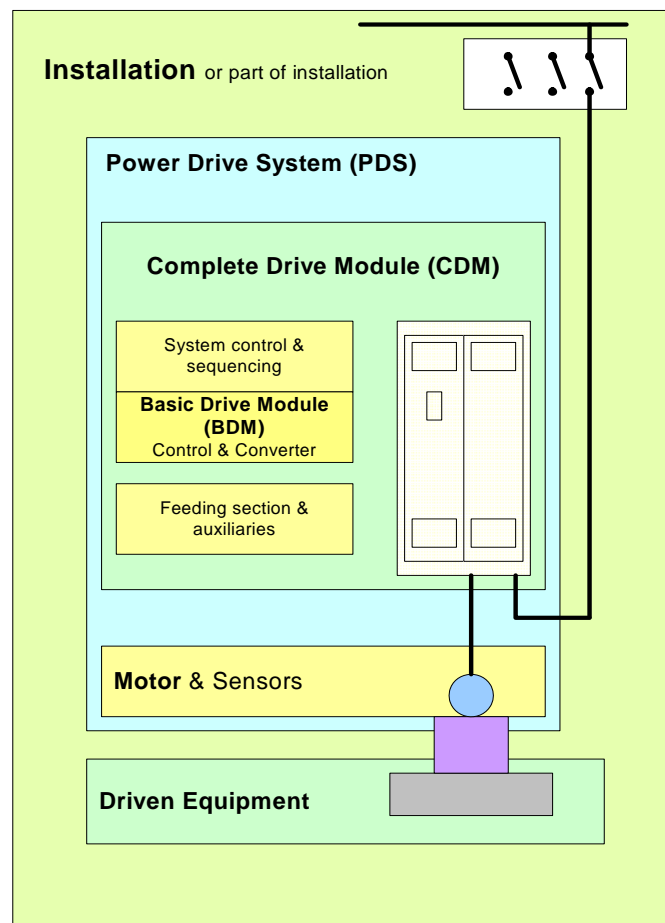 Installation or part of installation
Power Drive System (PDS)
Complete Drive Module (CDM)
System control &
sequencing
Basic Drive Module
(BDM)
Control & Converter
Feeding section &
auxiliaries
Motor & Sensors
Driven Equipment